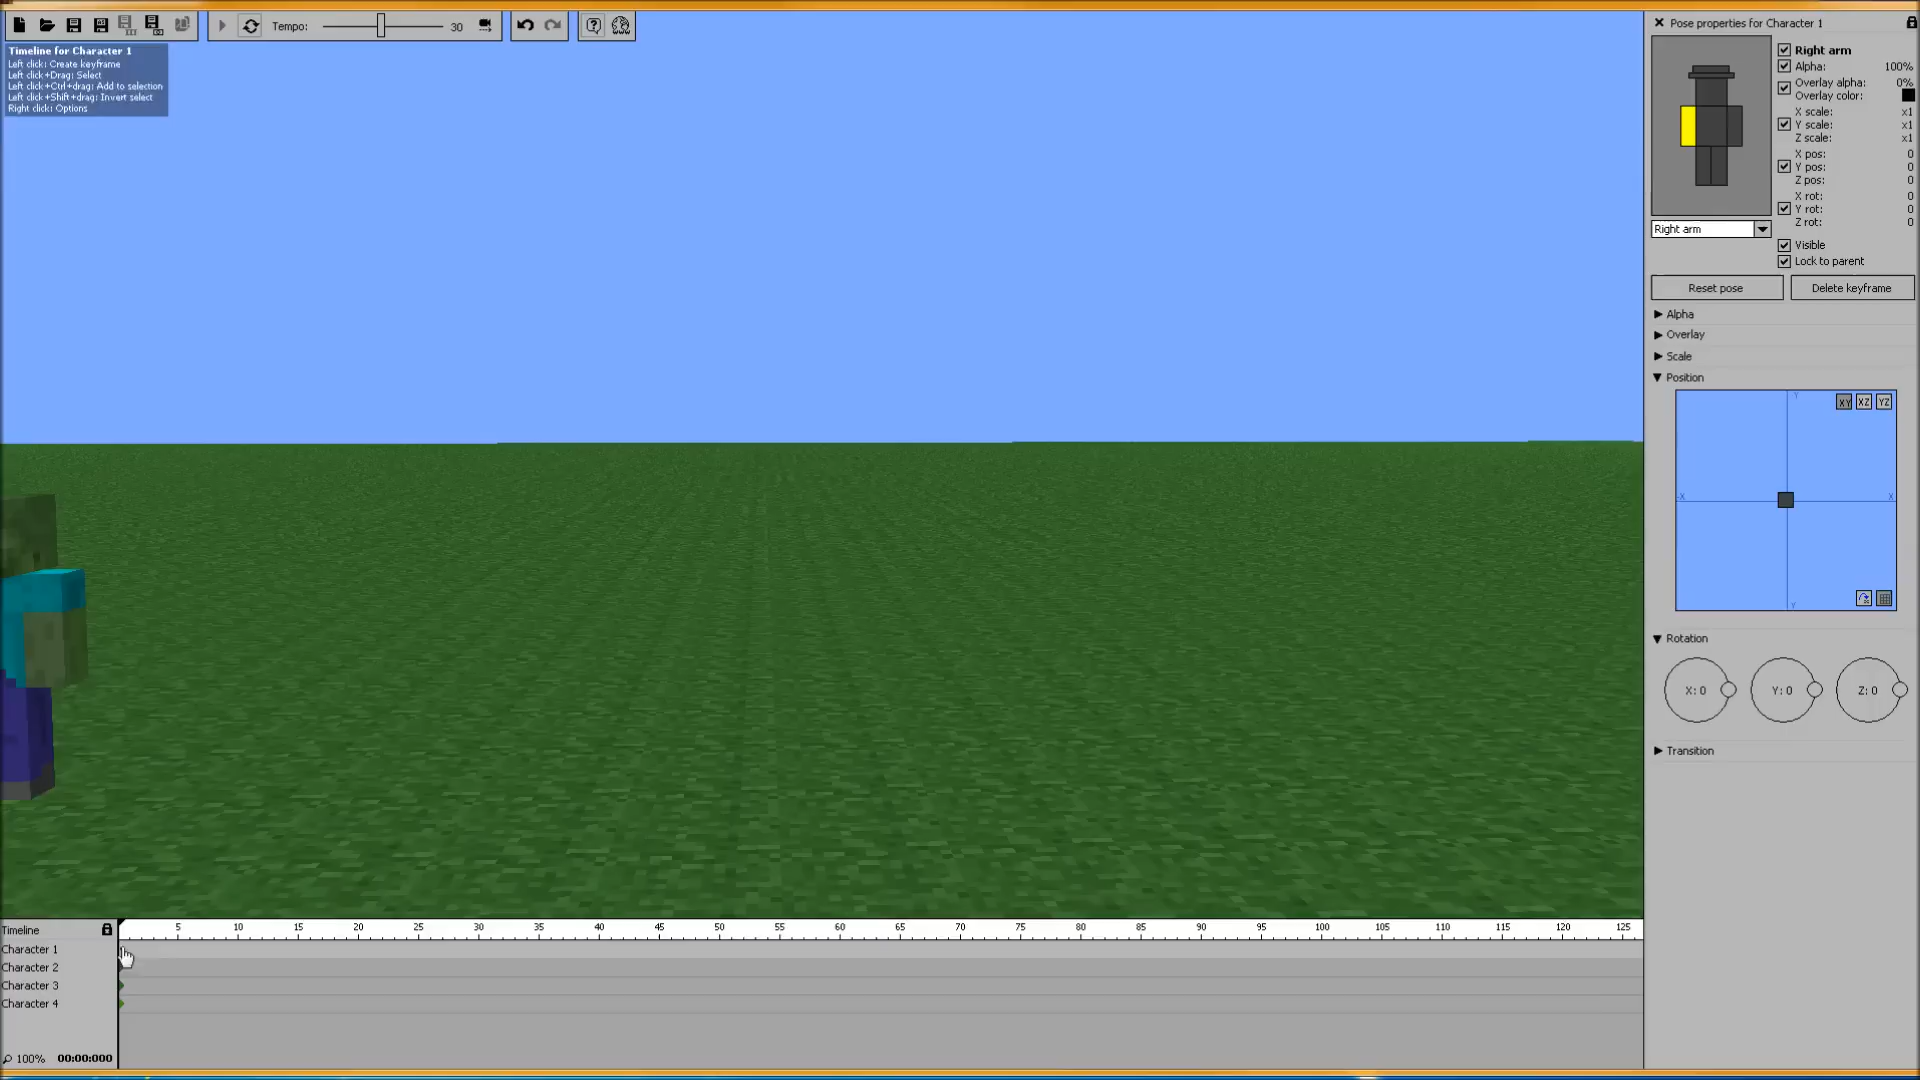 Tempo: 30
Timeline for Character 1
Left click: Create keyframe
Left click+Drag: Select
Left click+Ctrl+drag: Add to selection
Left click+Shift+drag: Invert select
Right click: Options
Pose properties for Character 1
Right arm
Alpha: 100%
Overlay alpha: 0%
Overlay color:
X scale: x1
Y scale: x1
Z scale: x1
X pos: 0
Y pos: 0
Z pos: 0
X rot: 0
Y rot: 0
Z rot: 0
Right arm
Visible
Lock to parent
Reset pose Delete keyframe
Alpha
Overlay
Scale
Position
Y XY XZ YZ
-X X
Y
Rotation
X: 0 Y: 0 Z: 0
Transition
Timeline 5 10 15 20 25 30 35 40 45 50 55 60 65 70 75 80 85 90 95 100 105 110 115 120 125
Character 1
Character 2
Character 3
Character 4
100% 00:00:000